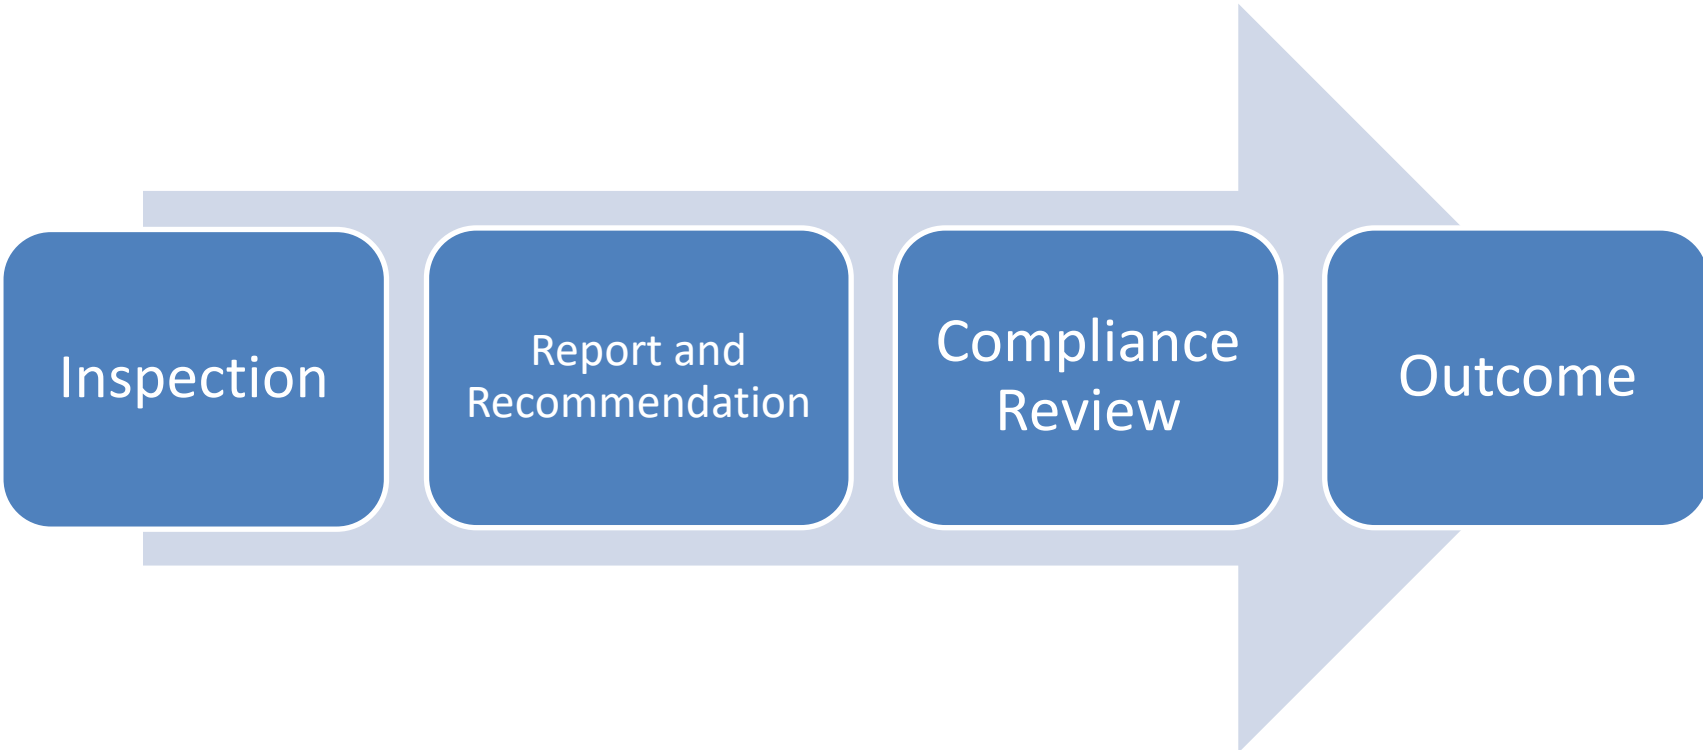 Inspection
Report and
Recommendation
Compliance
Review
Outcome